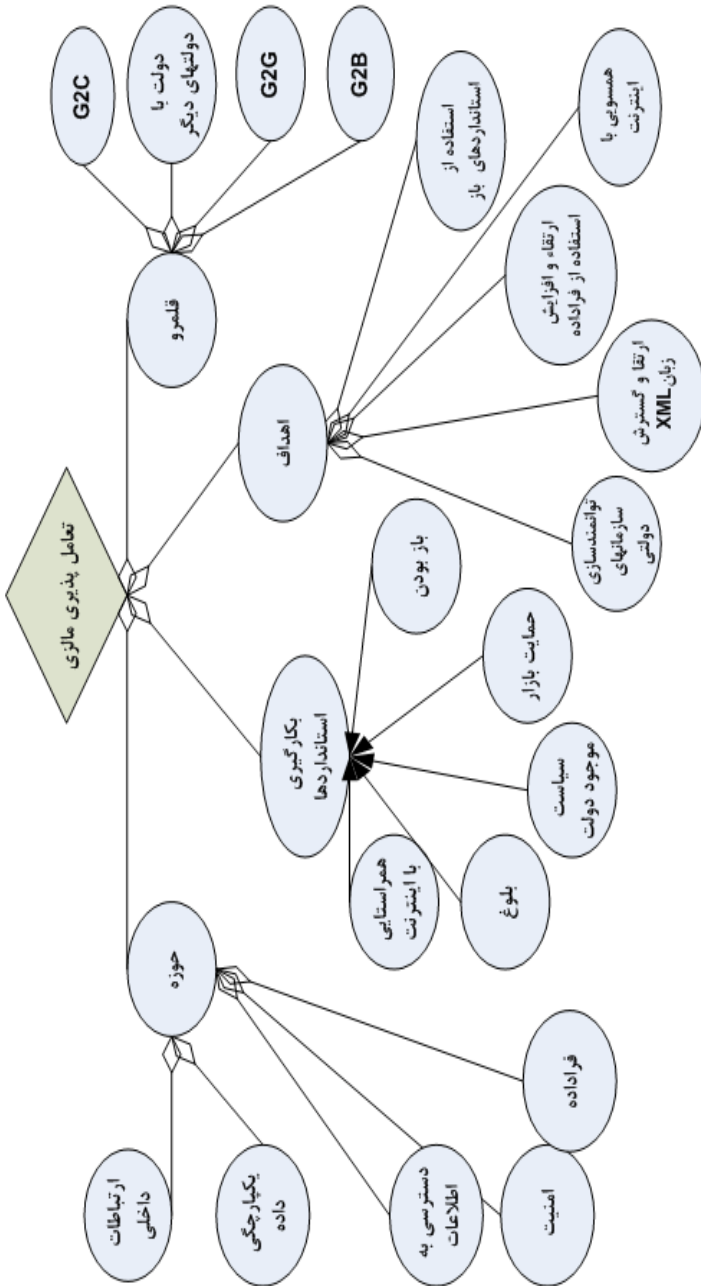 تعامل پذیری مالزی
قلمرو
G2C
دولت با
دولتهای دیگر
G2G
G2B
اهداف
استفاده از
استانداردهای باز
همسویی با
اینترنت
ارتقاء و افزایش
استفاده از فراداده
ارتقا و گسترش
زبان XML
توانمندسازی
سازمانهای
دولتی
بکارگیری
استانداردها
باز بودن
حمایت بازار
سیاست
موجود دولت
بلوغ
همراستایی
با اینترنت
حوزه
ارتباطات
داخلی
یکپارچگی
داده
دسترسی به
اطلاعات
امنیت
فراداده